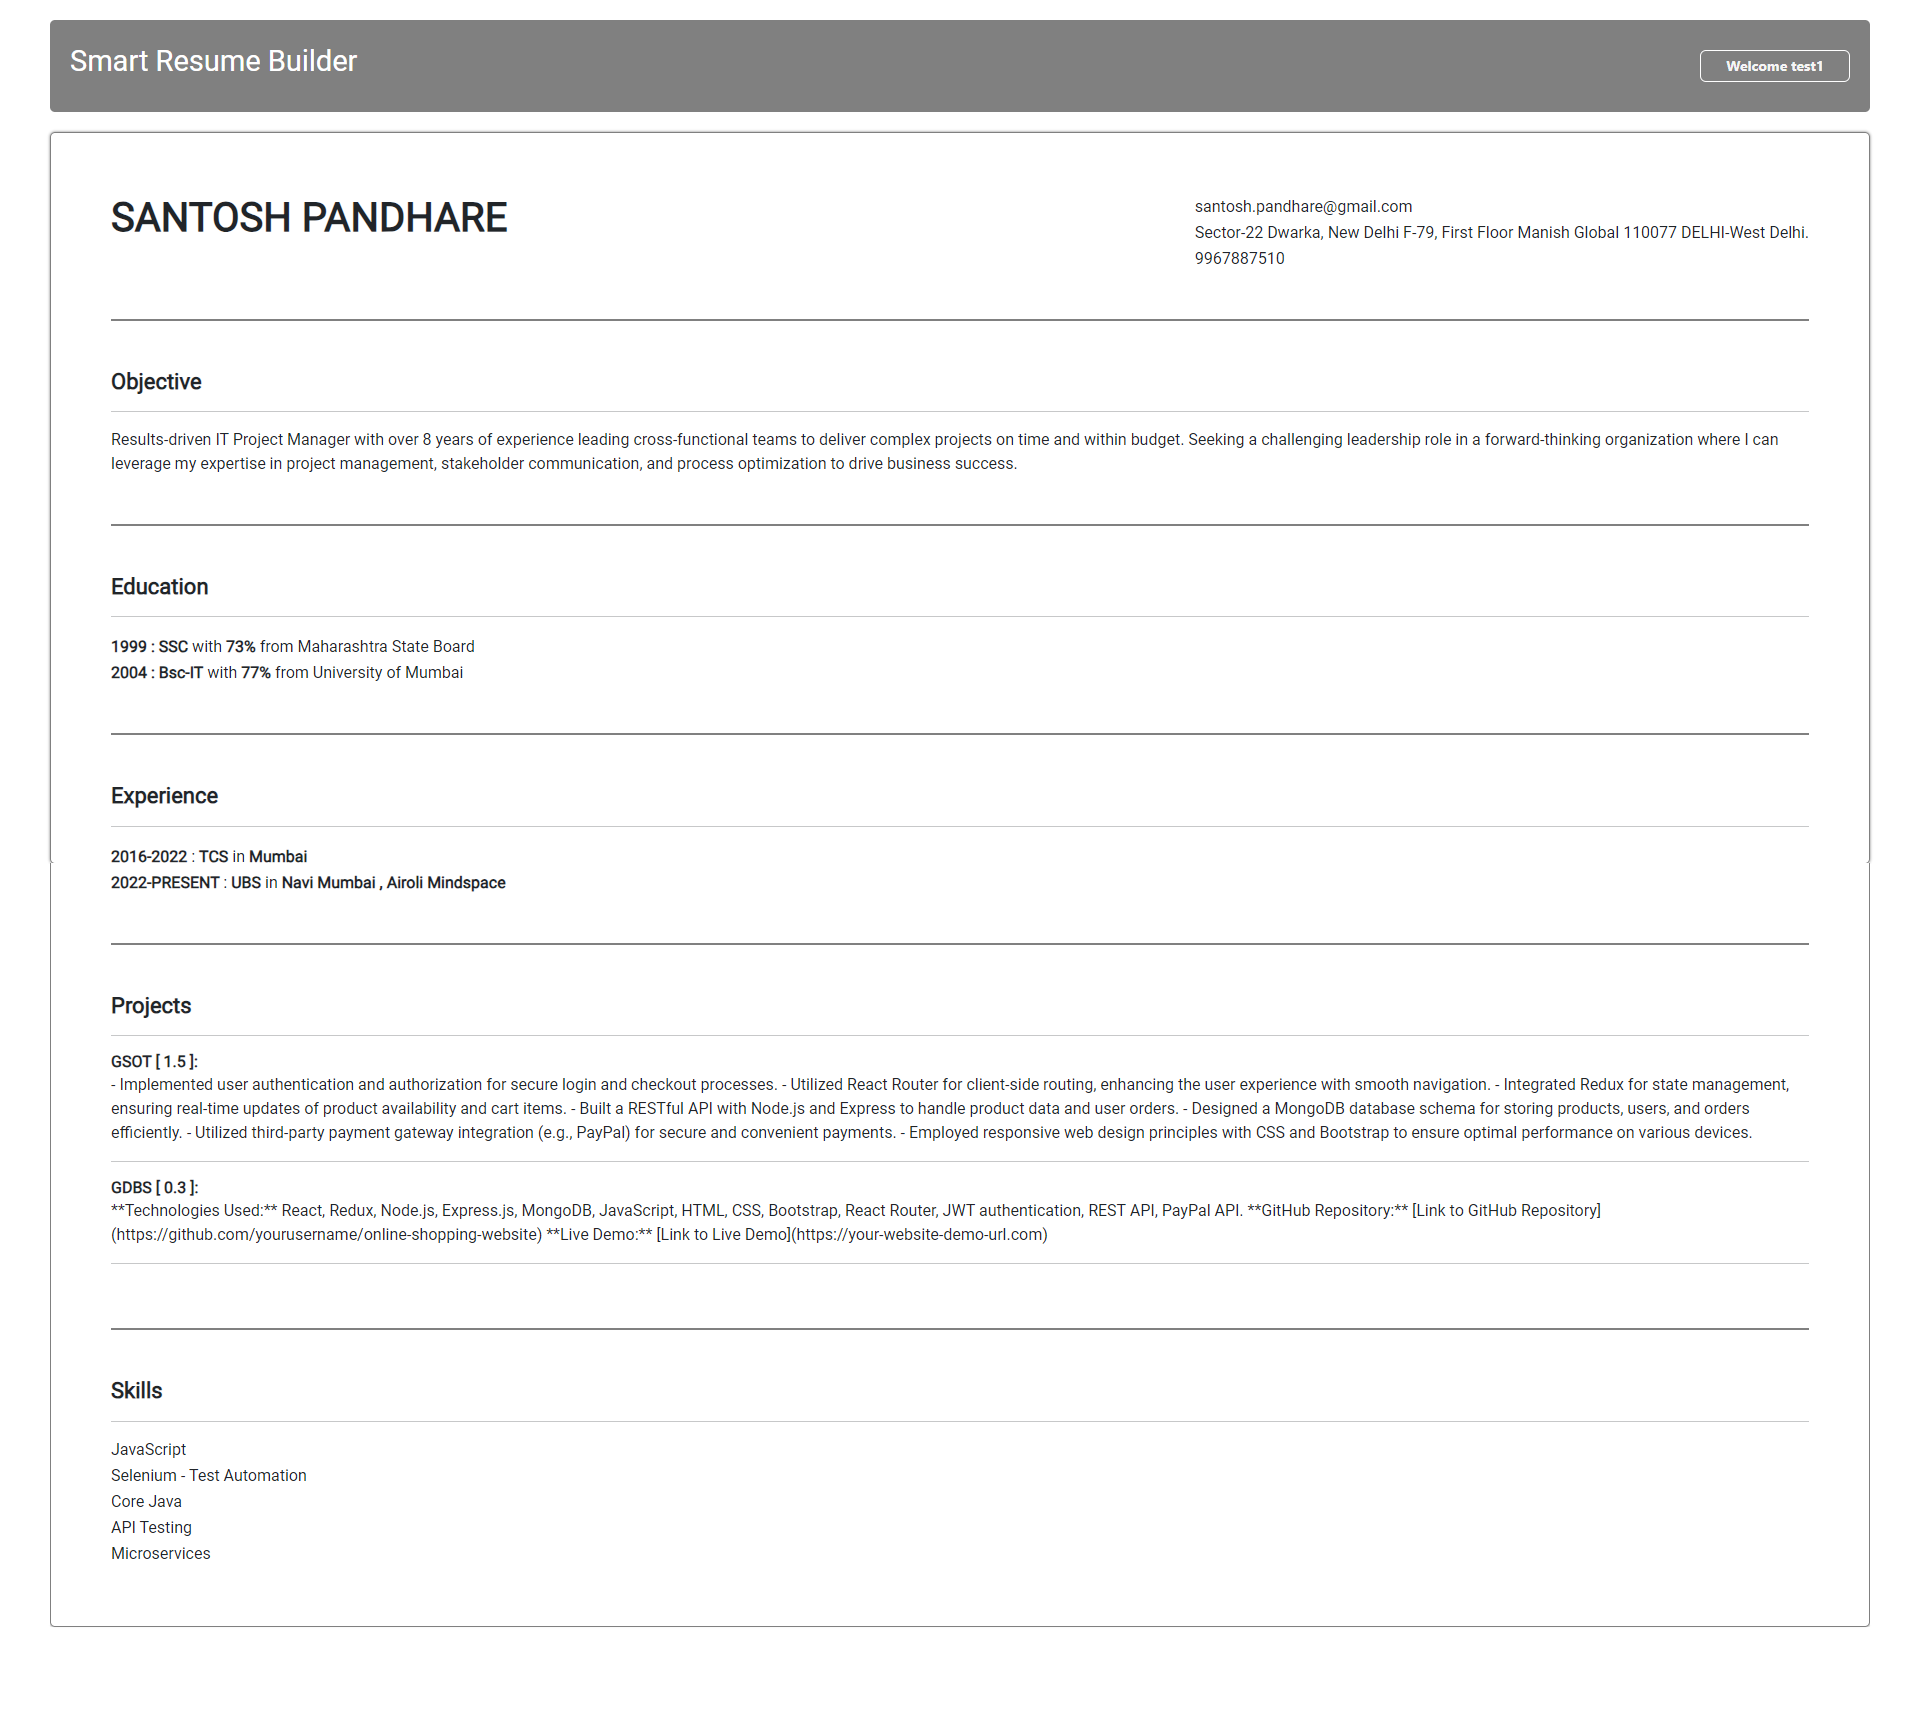 Smart Resume Builder
Welcome test1
SANTOSH PANDHARE
santosh.pandhare@gmail.com
Sector-22 Dwarka, New Delhi F-79, First Floor Manish Global 110077 DELHI-West Delhi.
9967887510
Objective
Results-driven IT Project Manager with over 8 years of experience leading cross-functional teams to deliver complex projects on time and within budget. Seeking a challenging leadership role in a forward-thinking organization where I can
leverage my expertise in project management, stakeholder communication, and process optimization to drive business success.
Education
1999 : SSC with 73% from Maharashtra State Board
2004 : Bsc-IT with 77% from University of Mumbai
Experience
2016-2022 : TCS in Mumbai
2022-PRESENT : UBS in Navi Mumbai , Airoli Mindspace
Projects
GSOT [ 1.5 ]:
- Implemented user authentication and authorization for secure login and checkout processes. - Utilized React Router for client-side routing, enhancing the user experience with smooth navigation. - Integrated Redux for state management,
ensuring real-time updates of product availability and cart items. - Built a RESTful API with Node.js and Express to handle product data and user orders. - Designed a MongoDB database schema for storing products, users, and orders
efficiently. - Utilized third-party payment gateway integration (e.g., PayPal) for secure and convenient payments. - Employed responsive web design principles with CSS and Bootstrap to ensure optimal performance on various devices.
GDBS [ 0.3 ]:
**Technologies Used:** React, Redux, Node.js, Express.js, MongoDB, JavaScript, HTML, CSS, Bootstrap, React Router, JWT authentication, REST API, PayPal API. **GitHub Repository:** [Link to GitHub Repository]
(https://github.com/yourusername/online-shopping-website) **Live Demo:** [Link to Live Demo](https://your-website-demo-url.com)
Skills
JavaScript
Selenium - Test Automation
Core Java
API Testing
Microservices